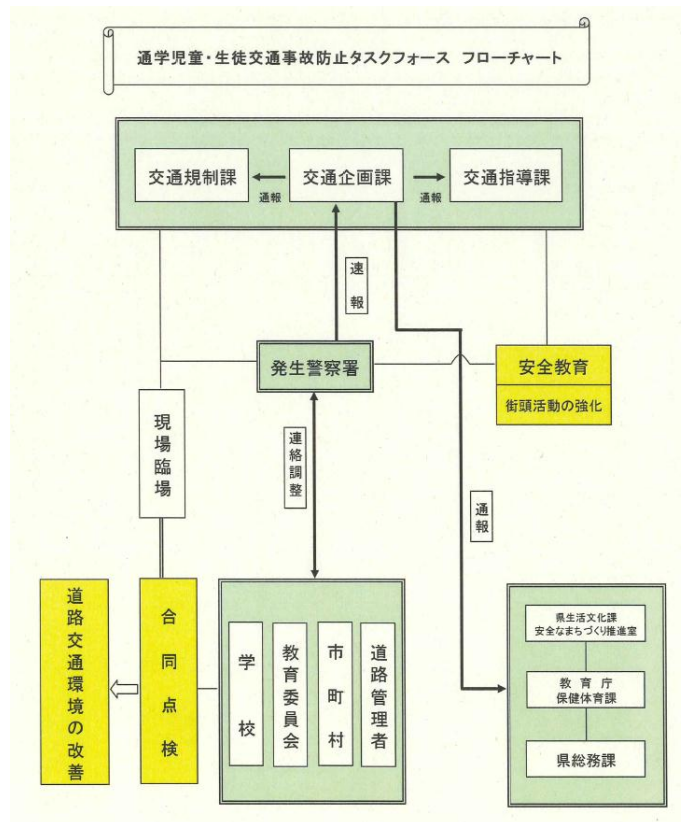 通学児童・生徒交通事故防止タスクフォース フローチャート
交通規制課
通報
交通企画課
通報
交通指導課
速報
発生警察署
安全教育
街頭活動の強化
現場臨場
連絡調整
通報
道路交通環境の改善
合同点検
学校
教育委員会
市町村
道路管理者
県生活文化課
安全なまちづくり推進室
教育庁
保健体育課
県総務課